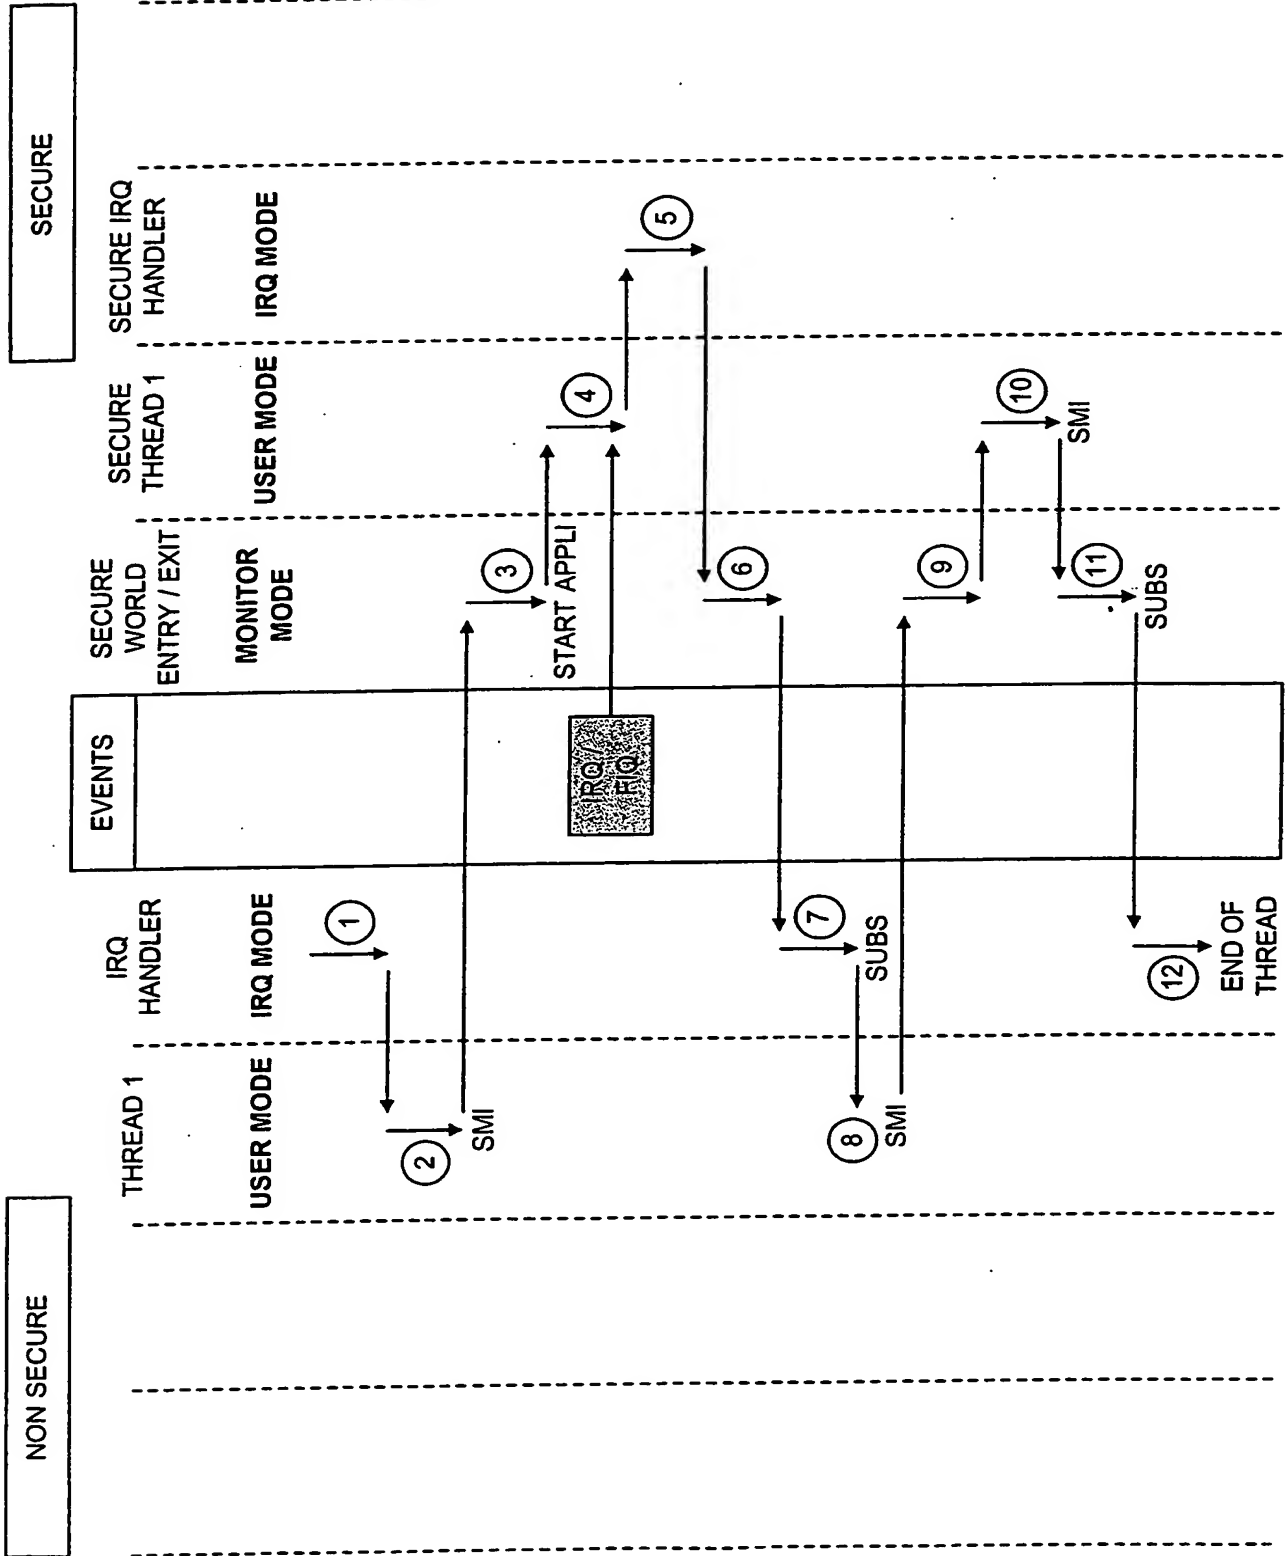 NON SECURE
SECURE
THREAD 1
USER MODE
IRQ
HANDLER
IRQ MODE
EVENTS
SECURE
WORLD
ENTRY / EXIT
MONITOR
MODE
SECURE
THREAD 1
USER MODE
SECURE IRQ
HANDLER
IRQ MODE
1
2
SMI
3
START APPLI
4
IRQ /
FIQ
5
6
7
SUBS
8
SMI
9
10
SMI
11
SUBS
12
END OF
THREAD